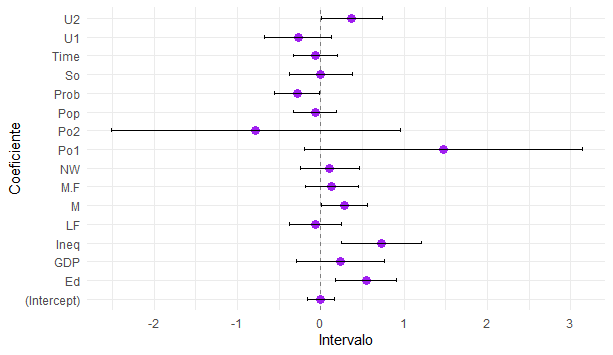 Coeficiente
U2
U1
Time
So
Prob
Pop
Po2
Po1
NW
M.F
M
LF
Ineq
GDP
Ed
(Intercept)
-2 -1 0 1 2 3
Intervalo